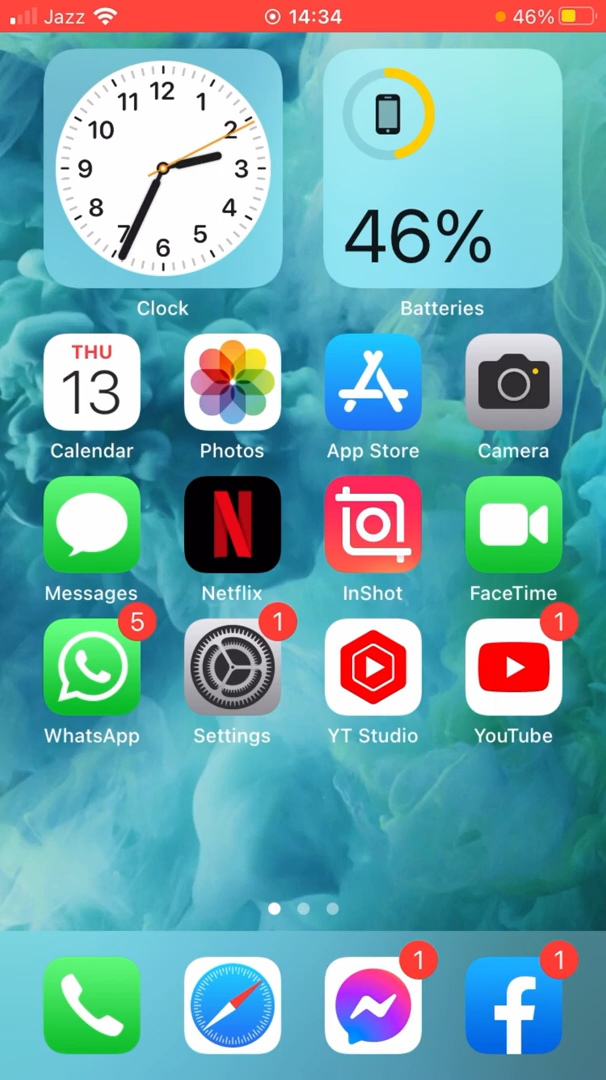 Jazz 14:34 46%
12
11 1
10 2
9 3
8 4
7 5
6
46%
Clock Batteries
THU
13
Calendar Photos App Store Camera
N
Messages Netflix InShot FaceTime
5 1 1
WhatsApp Settings YT Studio YouTube
1 1
f